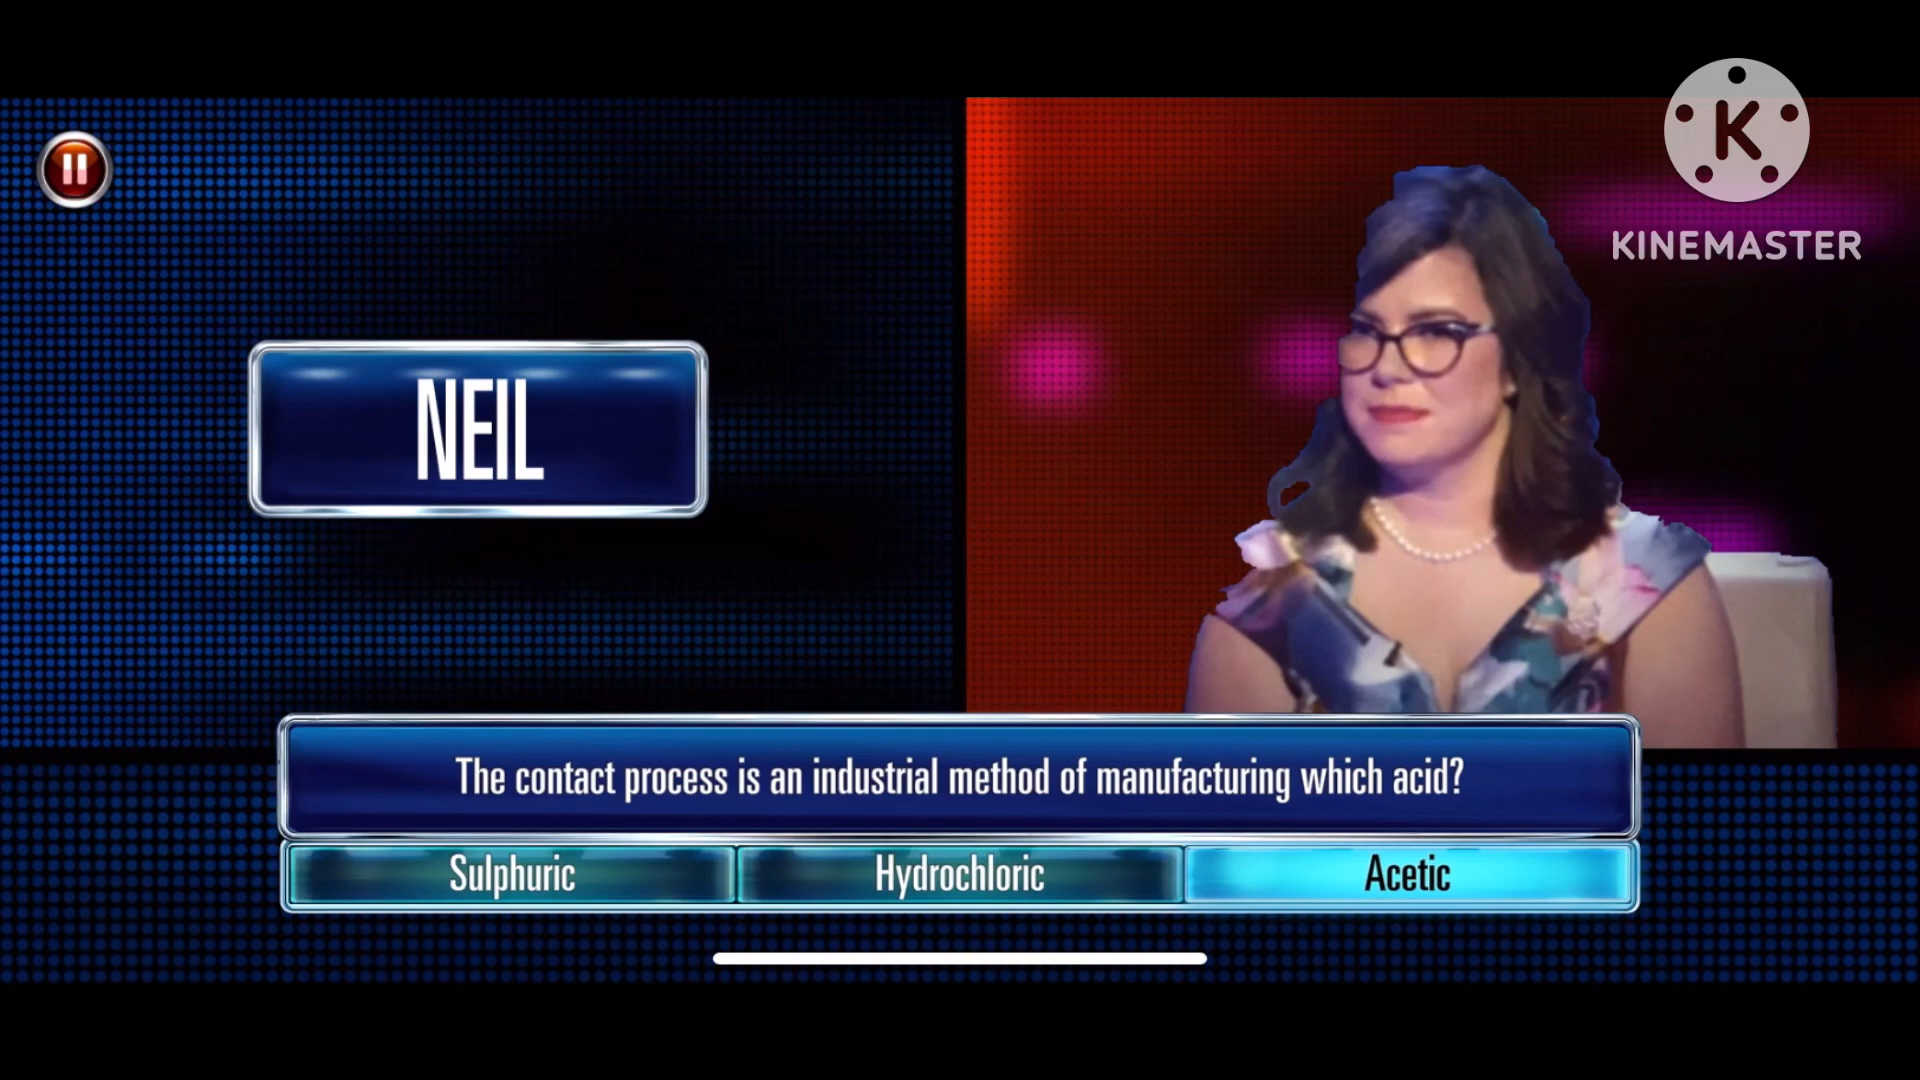 K
KINEMASTER
NEIL
The contact process is an industrial method of manufacturing which acid?
Sulphuric
Hydrochloric
Acetic